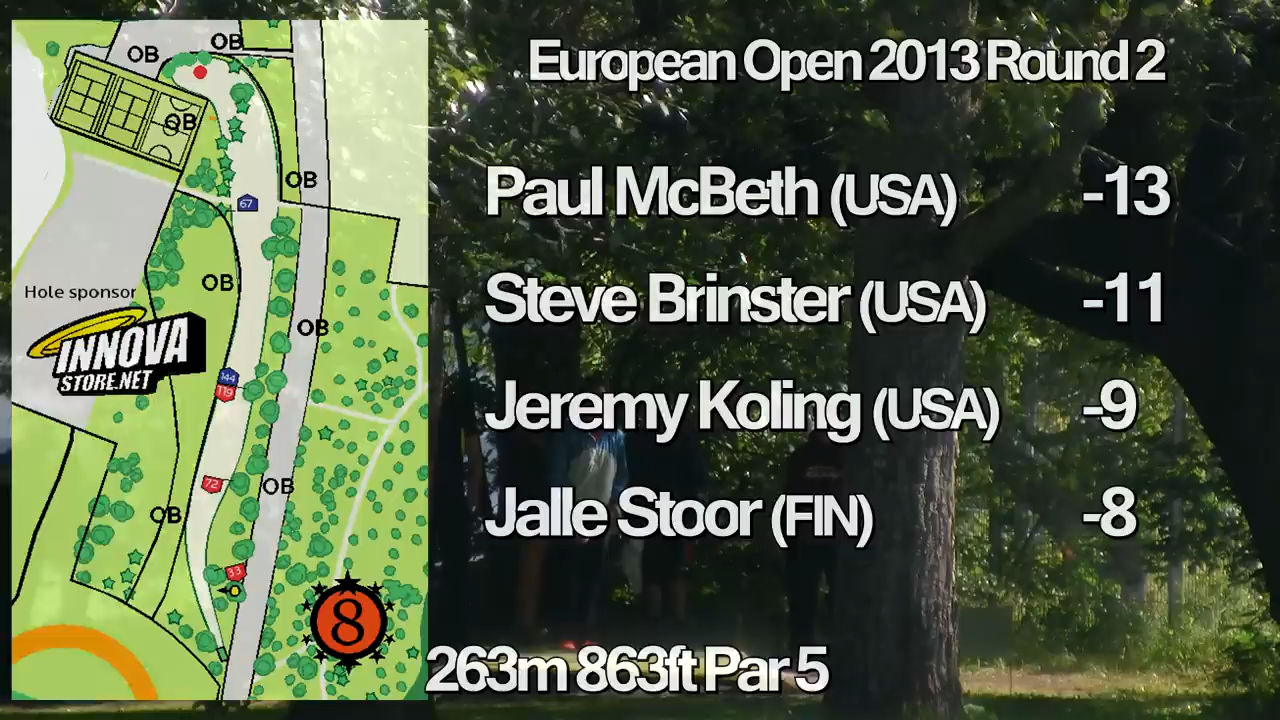 European Open 2013 Round 2
Paul McBeth (USA) -13
Steve Brinster (USA) -11
Jeremy Koling (USA) -9
Jalle Stoor (FIN) -8
263m 863ft Par 5
OB
OB
OB
OB
67
OB
Hole sponsor
INNOVA
STORE.NET
OB
144
119
72
OB
OB
33
8